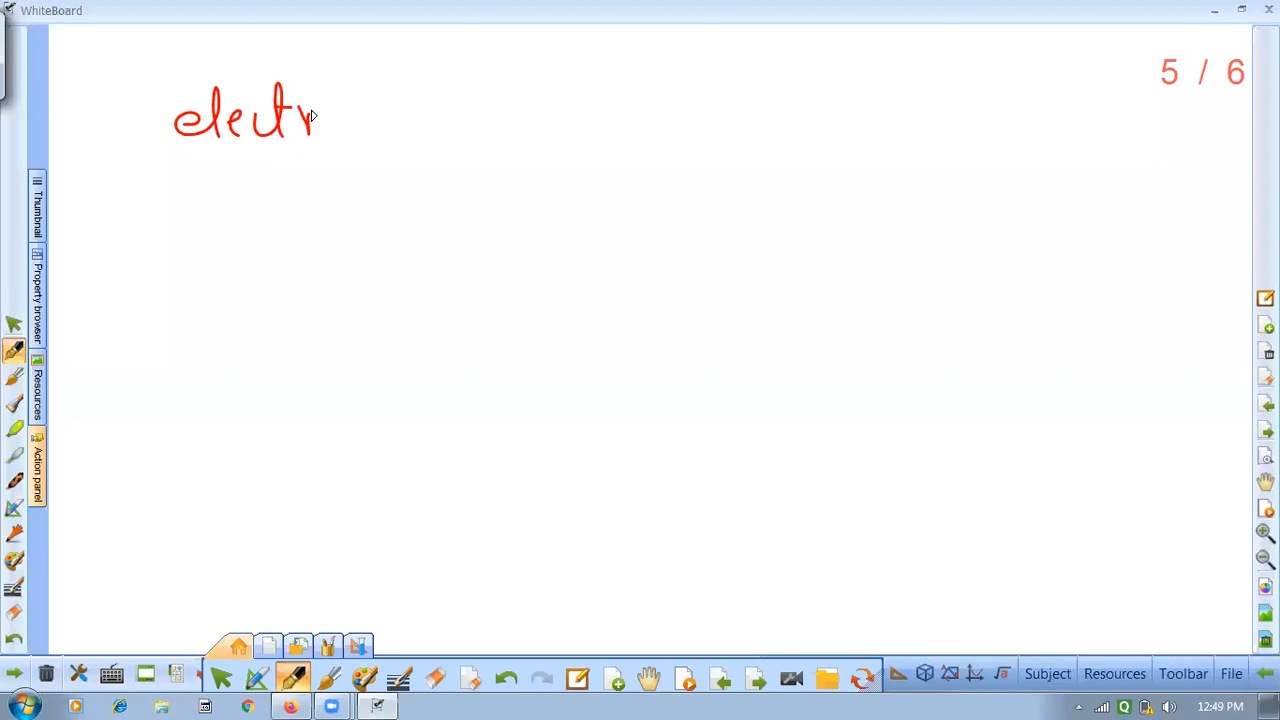 WhiteBoard
5 / 6
electr
Thumbnail
Property browser
Resources
Action panel
Subject
Resources
Toolbar
File
12:49 PM